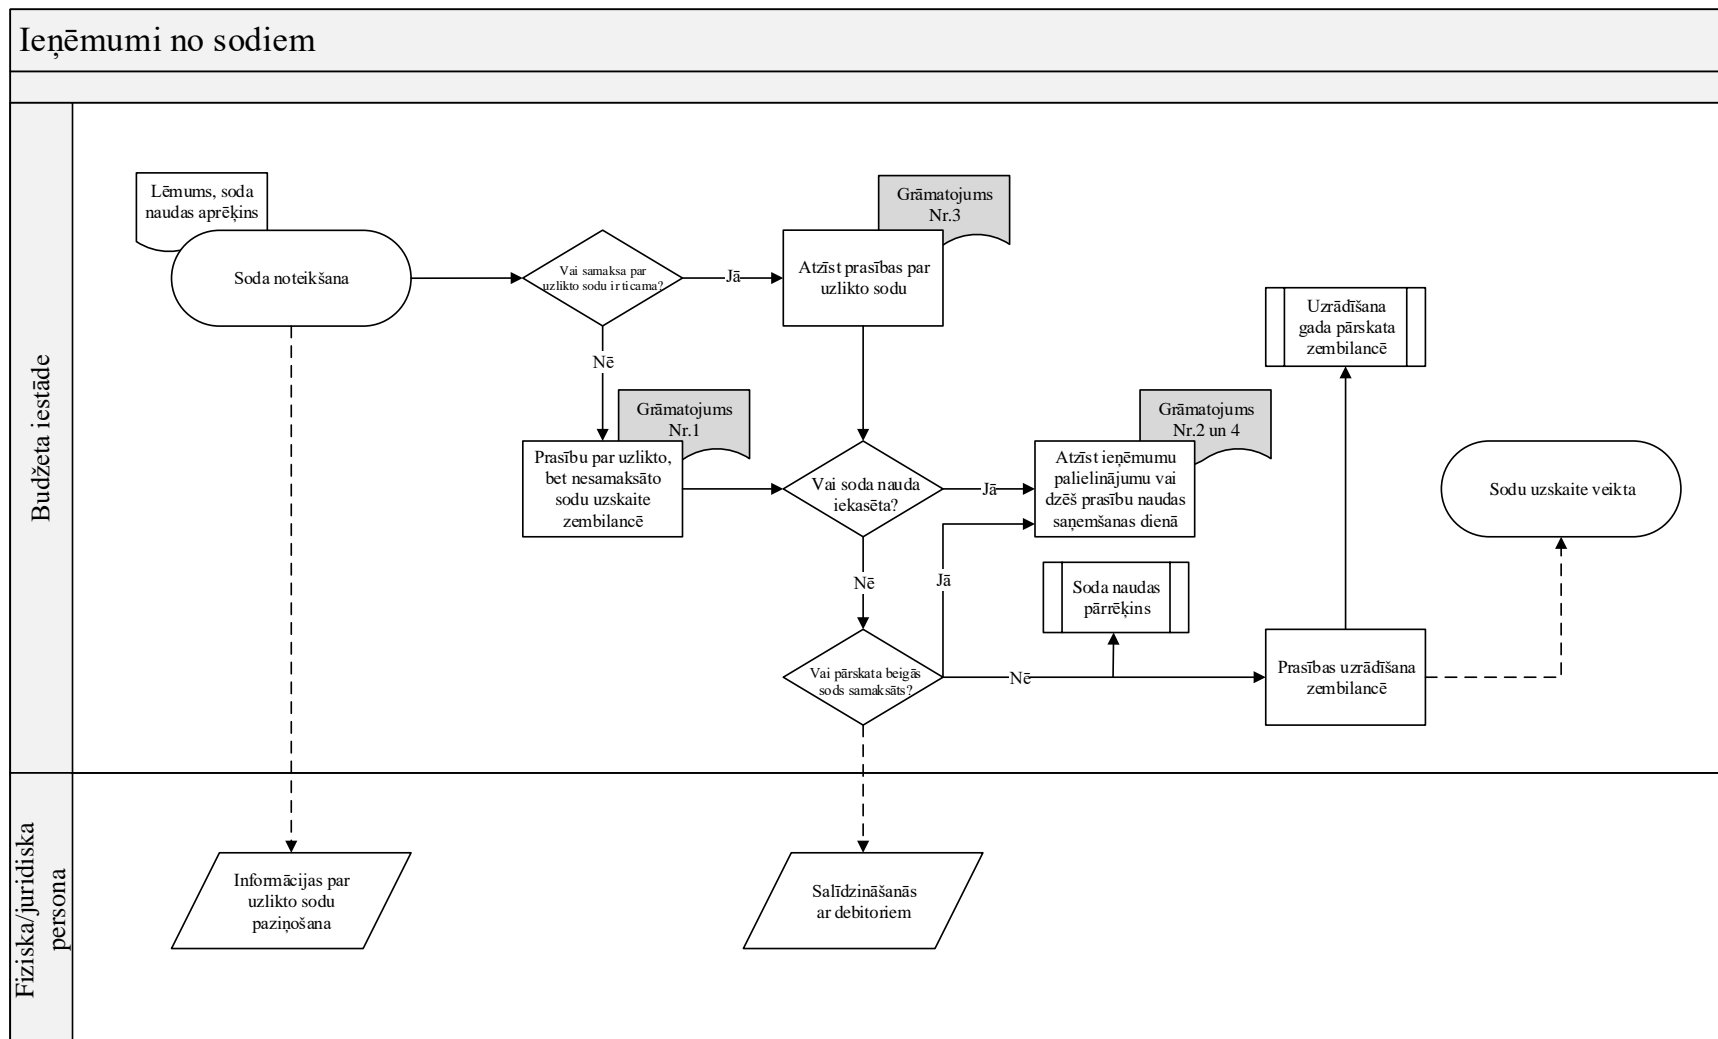 Ieņēmumi no sodiem
Budžeta iestāde
Lēmums, soda
naudas aprēķins
Soda noteikšana
Vai samaksa par
uzlikto sodu ir ticama?
Jā
Nē
Grāmatojums
Nr.3
Atzīst prasības par
uzlikto sodu
Grāmatojums
Nr.1
Prasību par uzlikto,
bet nesamaksāto
sodu uzskaite
zembilancē
Vai soda nauda
iekasēta?
Jā
Nē
Grāmatojums
Nr.2 un 4
Atzīst ieņēmumu
palielinājumu vai
dzēš prasību naudas
saņemšanas dienā
Vai pārskata beigās
sods samaksāts?
Jā
Nē
Soda naudas
pārrēķins
Prasības uzrādīšana
zembilancē
Uzrādīšana
gada pārskata
zembilancē
Sodu uzskaite veikta
Fiziska/juridiska
persona
Informācijas par
uzlikto sodu
paziņošana
Salīdzināšanās
ar debitoriem